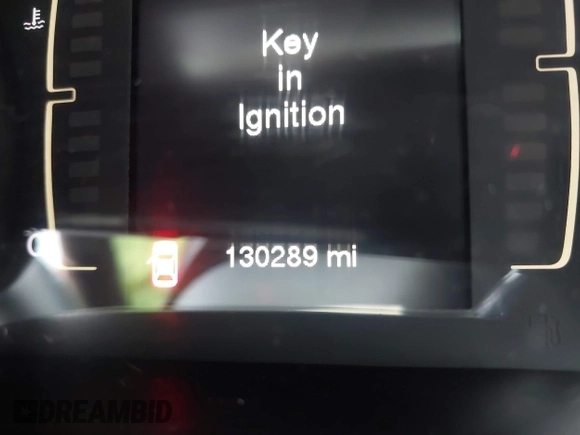 Key
in
Ignition
130289 mi
DREAMBID